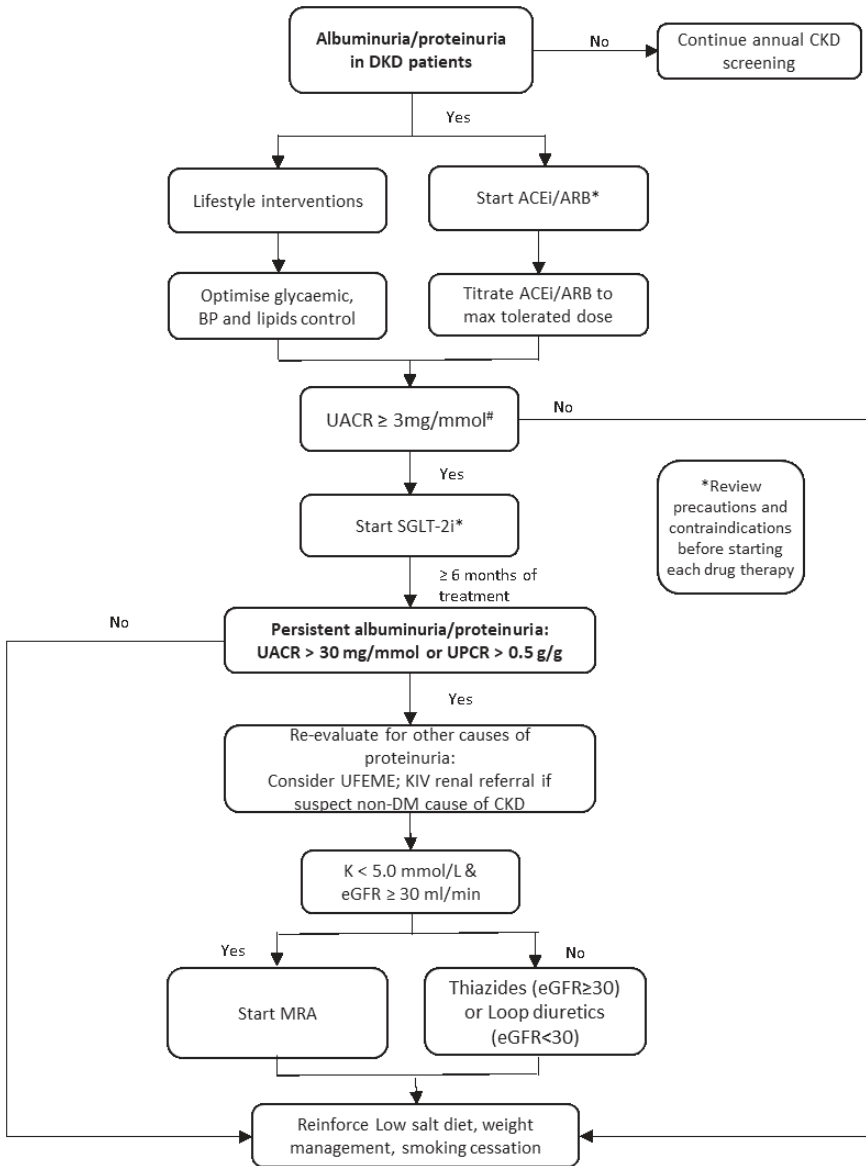 Albuminuria/proteinuria
in DKD patients
No
Continue annual CKD
screening
Yes
Lifestyle interventions
Start ACEi/ARB*
Optimise glycaemic,
BP and lipids control
Titrate ACEi/ARB to
max tolerated dose
UACR ≥ 3mg/mmol#
No
Yes
*Review
precautions and
contraindications
before starting
each drug therapy
Start SGLT-2i*
≥ 6 months of
treatment
No
Persistent albuminuria/proteinuria:
UACR > 30 mg/mmol or UPCR > 0.5 g/g
Yes
Re-evaluate for other causes of
proteinuria:
Consider UFEME; KIV renal referral if
suspect non-DM cause of CKD
K < 5.0 mmol/L &
eGFR ≥ 30 ml/min
Yes
No
Start MRA
Thiazides (eGFR≥30)
or Loop diuretics
(eGFR<30)
Reinforce Low salt diet, weight
management, smoking cessation